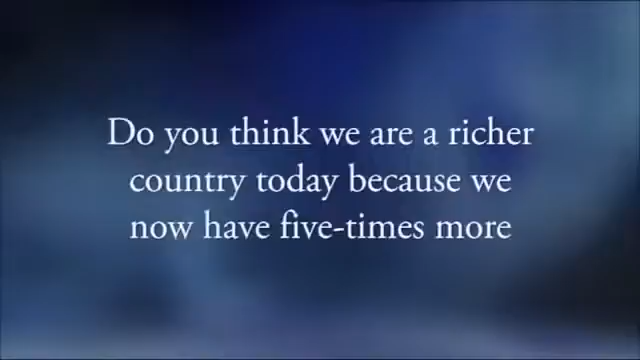 Do you think we are a richer
country today because we
now have five-times more